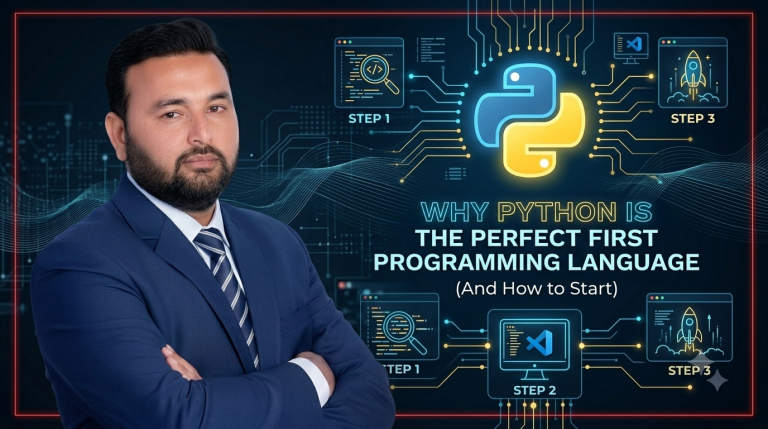 STEP 1
STEP 3
WHY PYTHON IS
THE PERFECT FIRST
PROGRAMMING LANGUAGE
(And How to Start)
STEP 1
STEP 2
STEP 3